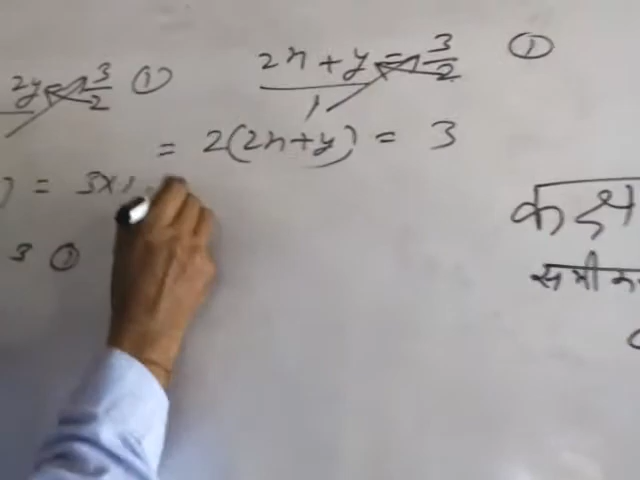 2y = 3/2 ①
) = 3×1
3 ①
2x + y = 3/2 ①
1
= 2(2x+y) = 3
कक्ष
समीक